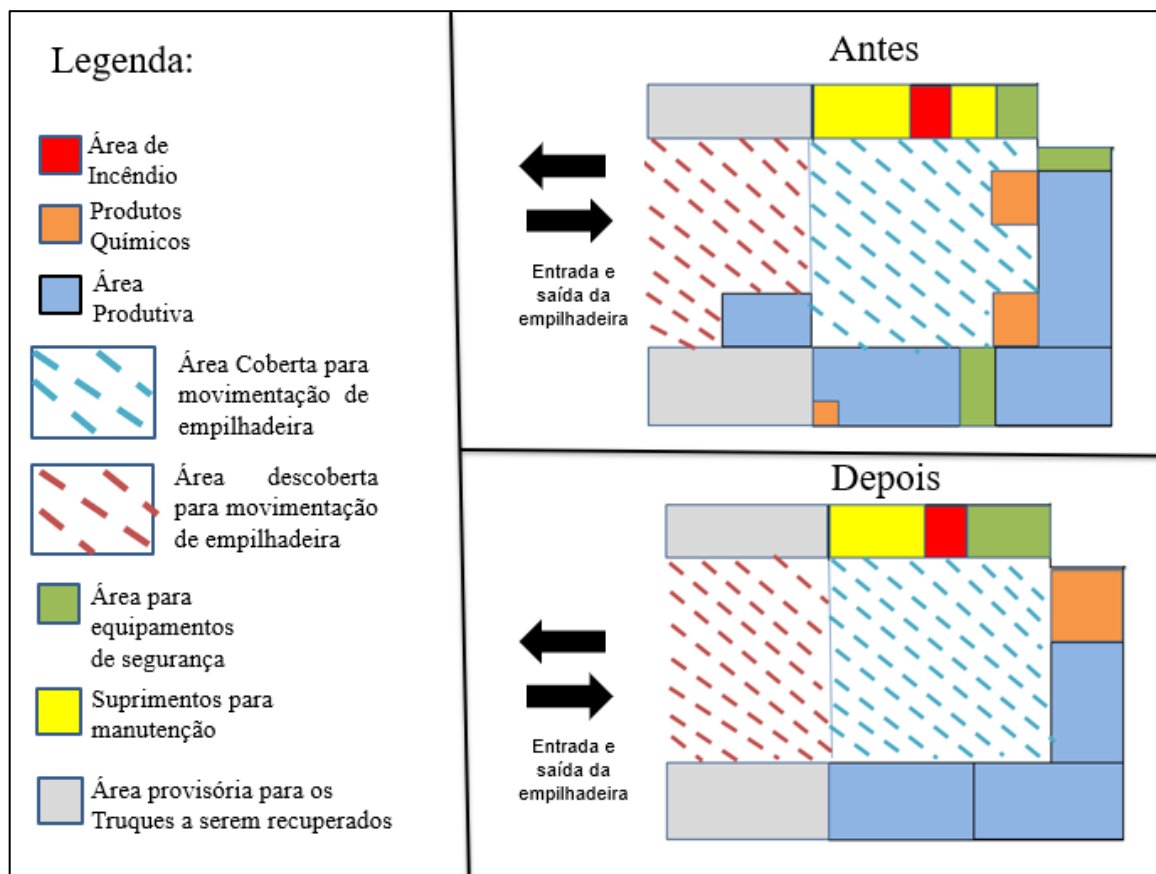 Legenda:
Área de
Incêndio
Produtos
Químicos
Área
Produtiva
Área Coberta para
movimentação de
empilhadeira
Área descoberta
para movimentação
de empilhadeira
Área para
equipamentos
de segurança
Suprimentos para
manutenção
Área provisória para os
Truques a serem recuperados
Antes
Entrada e
saída da
empilhadeira
Depois
Entrada e
saída da
empilhadeira